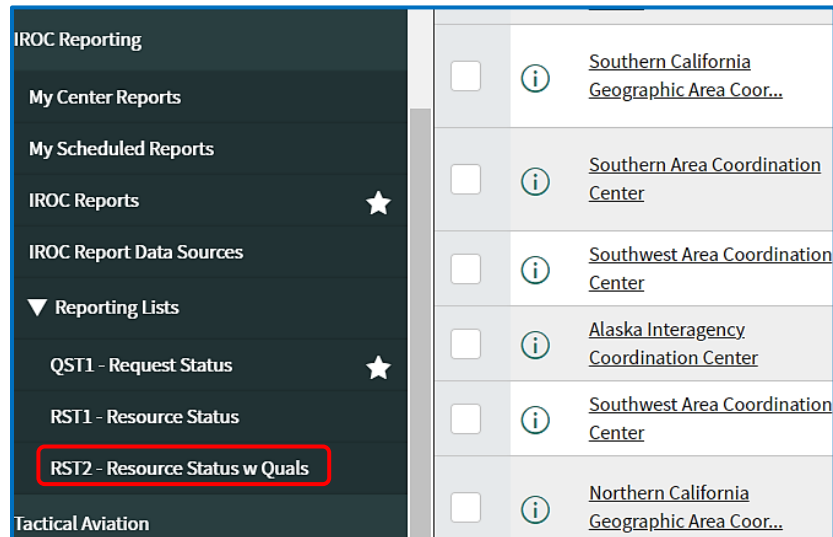 IROC Reporting
My Center Reports
My Scheduled Reports
IROC Reports
IROC Report Data Sources
Reporting Lists
QST1 - Request Status
RST1 - Resource Status
RST2 - Resource Status w Quals
Tactical Aviation
Southern California
Geographic Area Coor...
Southern Area Coordination
Center
Southwest Area Coordination
Center
Alaska Interagency
Coordination Center
Southwest Area Coordination
Center
Northern California
Geographic Area Coor...